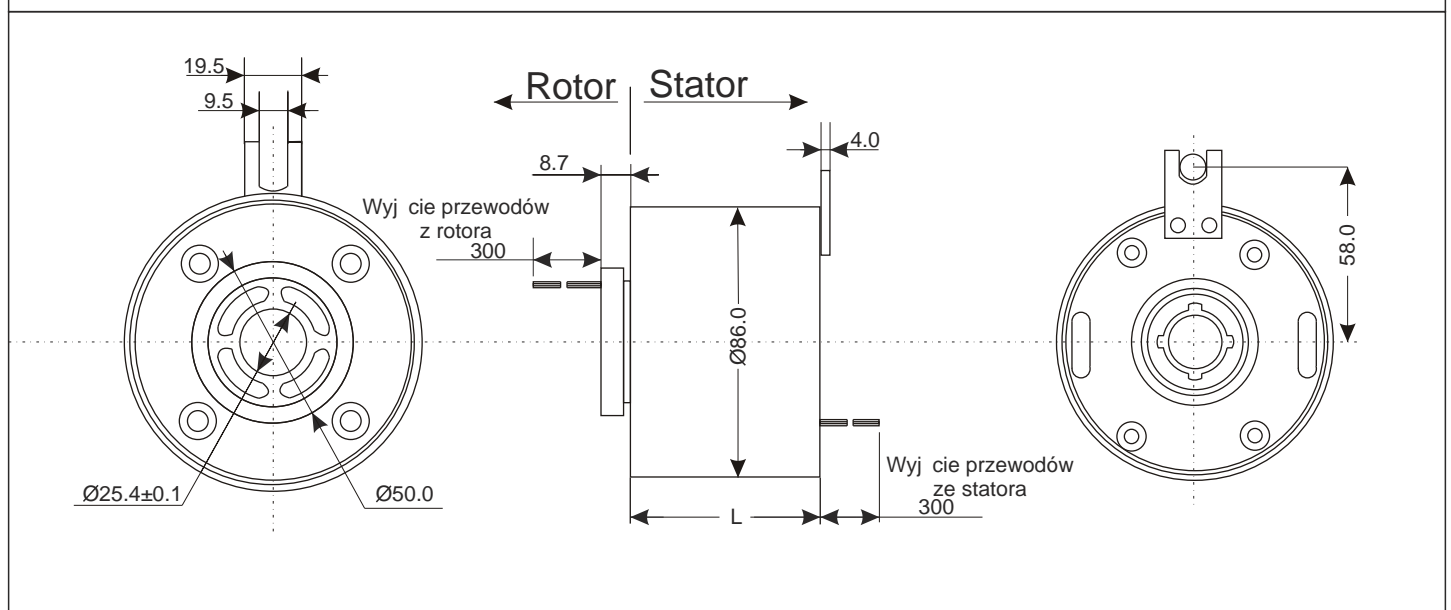 19.5
9.5
Ø25.4±0.1
Ø50.0
Rotor
Stator
8.7
4.0
Wyj cie przewodów
z rotora
300
Ø86.0
L
Wyj cie przewodów
ze statora
300
58.0